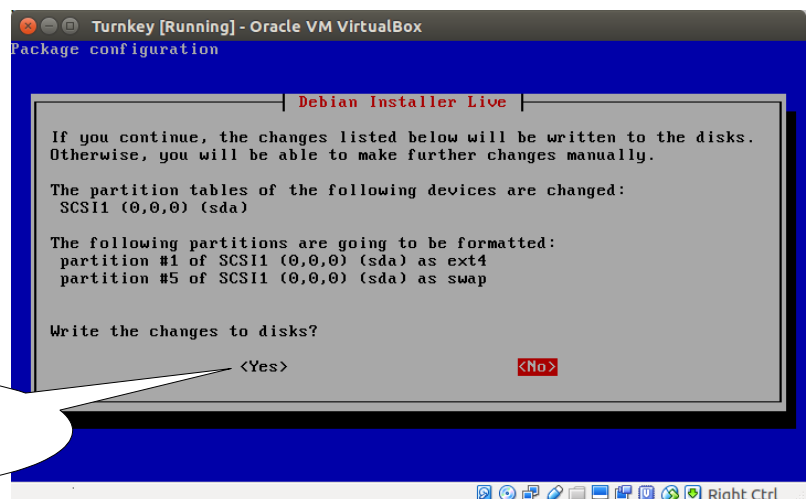 Turnkey [Running] - Oracle VM VirtualBox
Package configuration
Debian Installer Live
If you continue, the changes listed below will be written to the disks.
Otherwise, you will be able to make further changes manually.
The partition tables of the following devices are changed:
SCSI1 (0,0,0) (sda)
The following partitions are going to be formatted:
partition #1 of SCSI1 (0,0,0) (sda) as ext4
partition #5 of SCSI1 (0,0,0) (sda) as swap
Write the changes to disks?
<Yes> <No>
Right Ctrl